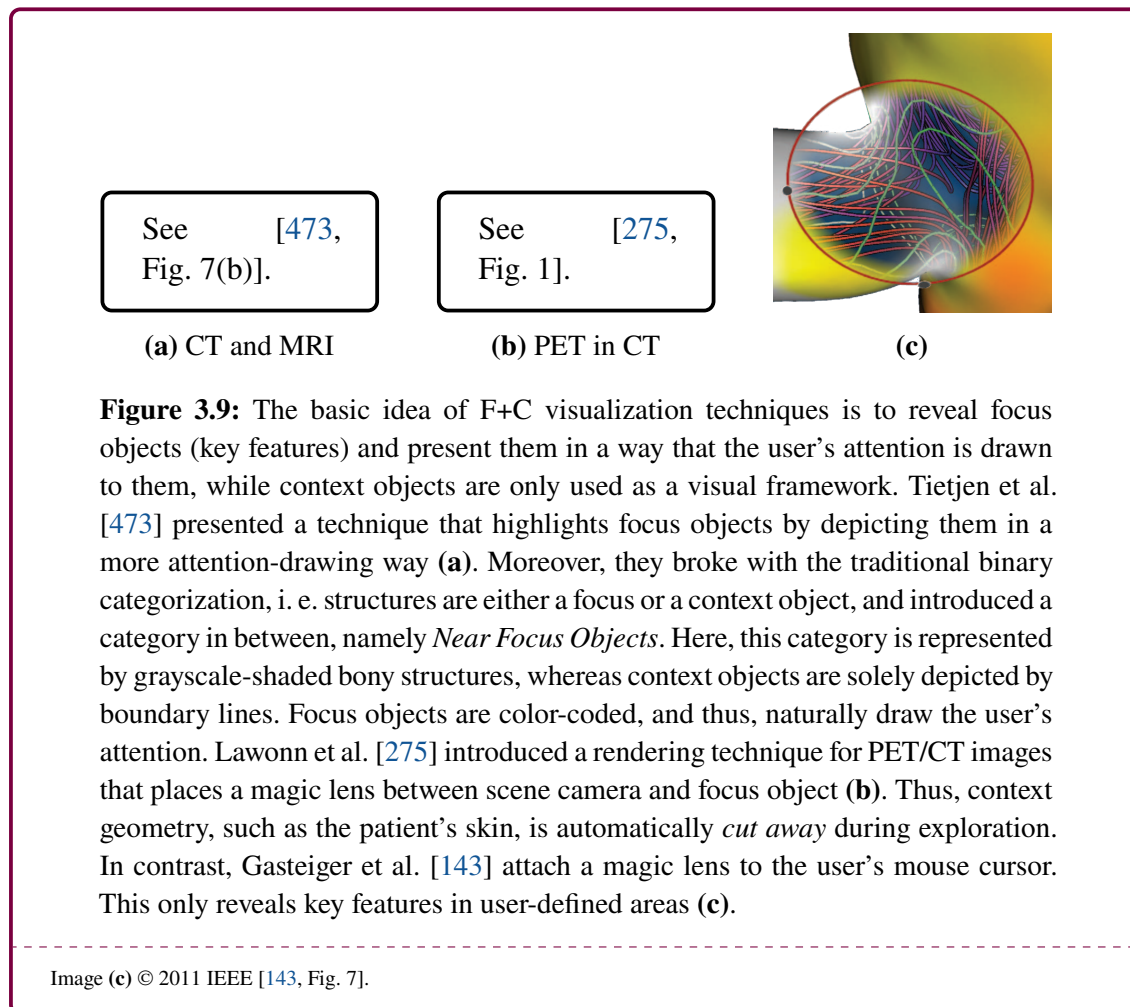 See [473,
Fig. 7(b)].
See [275,
Fig. 1].
(a) CT and MRI
(b) PET in CT
(c)
Figure 3.9: The basic idea of F+C visualization techniques is to reveal focus
objects (key features) and present them in a way that the user’s attention is drawn
to them, while context objects are only used as a visual framework. Tietjen et al.
[473] presented a technique that highlights focus objects by depicting them in a
more attention-drawing way (a). Moreover, they broke with the traditional binary
categorization, i. e. structures are either a focus or a context object, and introduced a
category in between, namely Near Focus Objects. Here, this category is represented
by grayscale-shaded bony structures, whereas context objects are solely depicted by
boundary lines. Focus objects are color-coded, and thus, naturally draw the user’s
attention. Lawonn et al. [275] introduced a rendering technique for PET/CT images
that places a magic lens between scene camera and focus object (b). Thus, context
geometry, such as the patient’s skin, is automatically cut away during exploration.
In contrast, Gasteiger et al. [143] attach a magic lens to the user’s mouse cursor.
This only reveals key features in user-defined areas (c).
Image (c) © 2011 IEEE [143, Fig. 7].